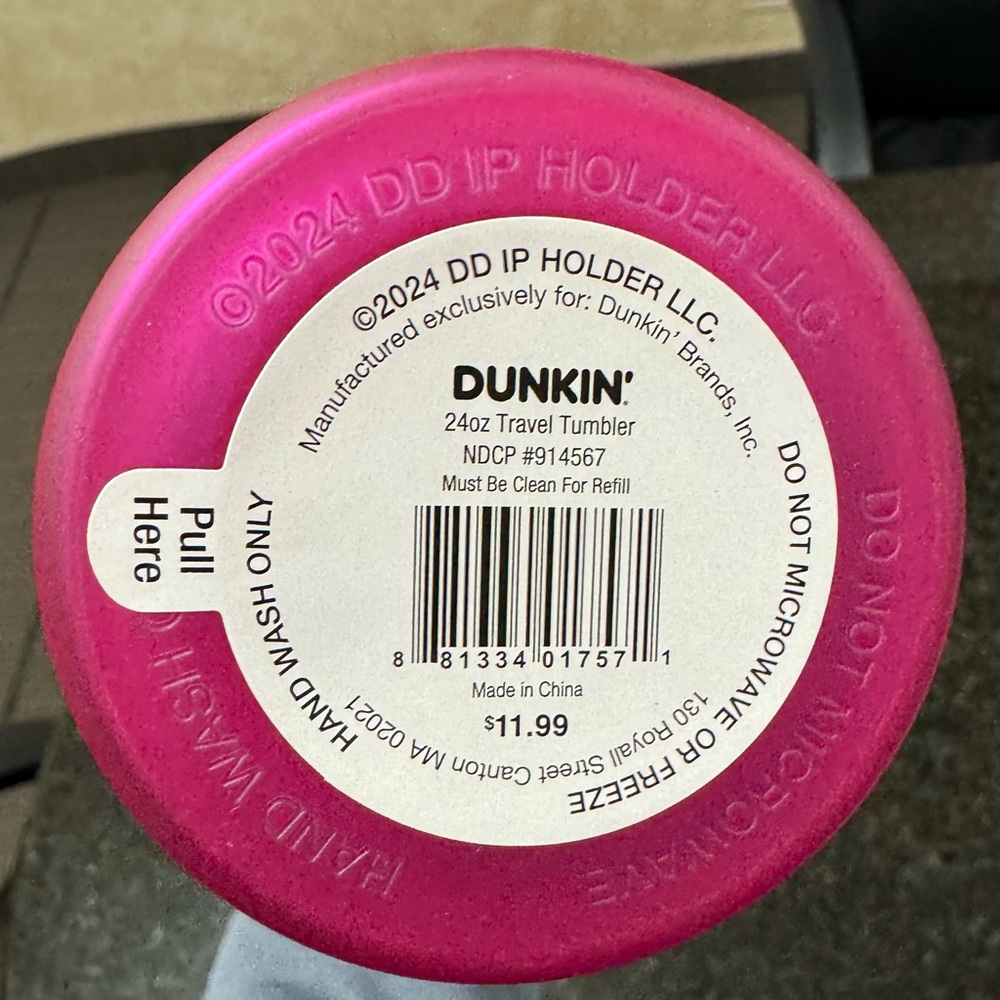 ©2024 DD IP HOLDER LLC
©2024 DD IP HOLDER LLC.
Manufactured exclusively for: Dunkin' Brands, Inc.
DUNKIN'
24oz Travel Tumbler
NDCP #914567
Must Be Clean For Refill
8 81334 01757 1
Made in China
$11.99
130 Royall Street Canton MA 02021
HAND WASH ONLY
DO NOT MICROWAVE OR FREEZE
Pull
Here
DO NOT MICROWAVE
HAND WASH